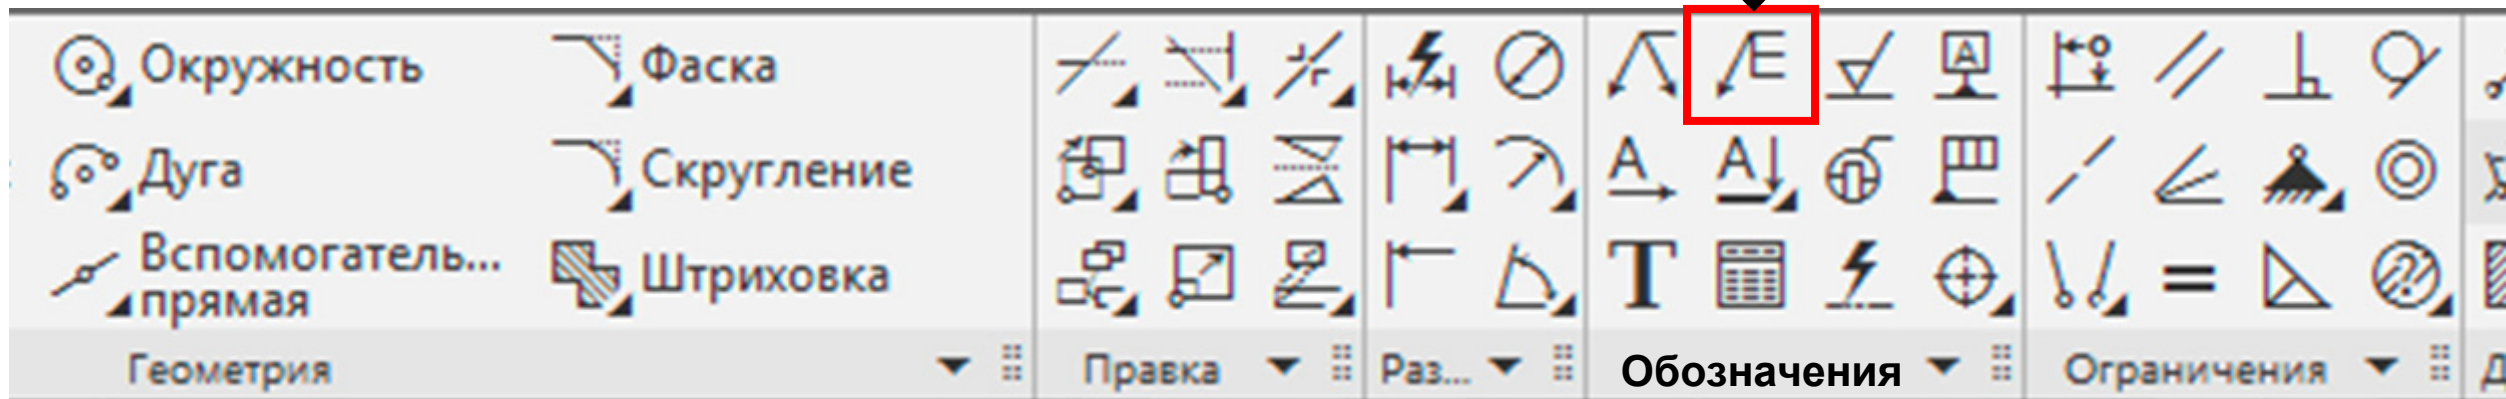 Окружность
Фаска
Дуга
Скругление
Вспомогатель...
прямая
Штриховка
A
A
A
T
Геометрия
Правка
Раз...
Обозначения
Ограничения